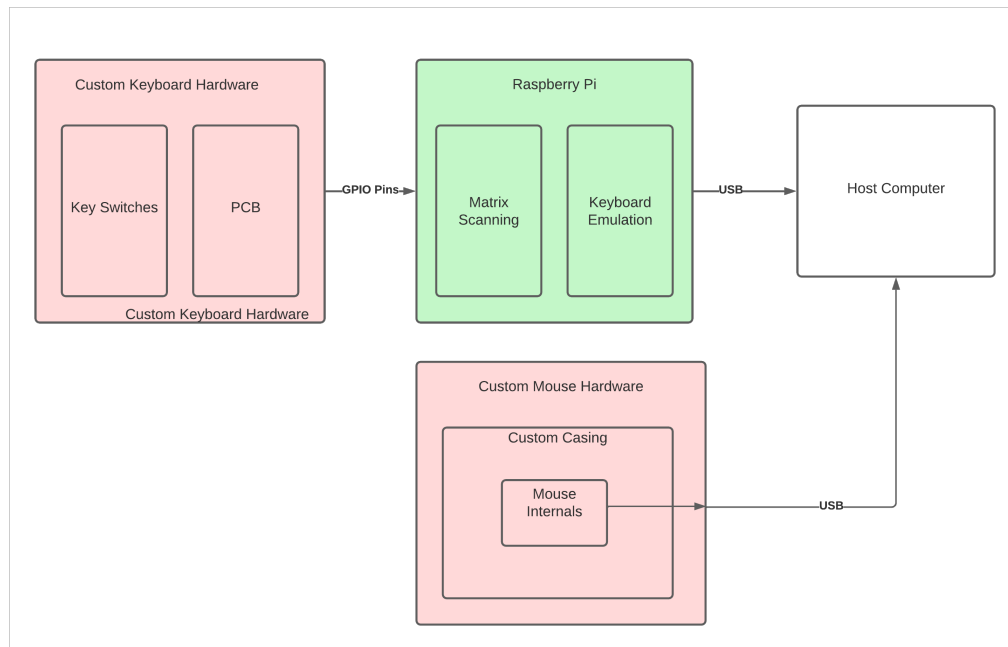 Custom Keyboard Hardware
Key Switches
PCB
Custom Keyboard Hardware
GPIO Pins
Raspberry Pi
Matrix
Scanning
Keyboard
Emulation
USB
Host Computer
Custom Mouse Hardware
Custom Casing
Mouse
Internals
USB